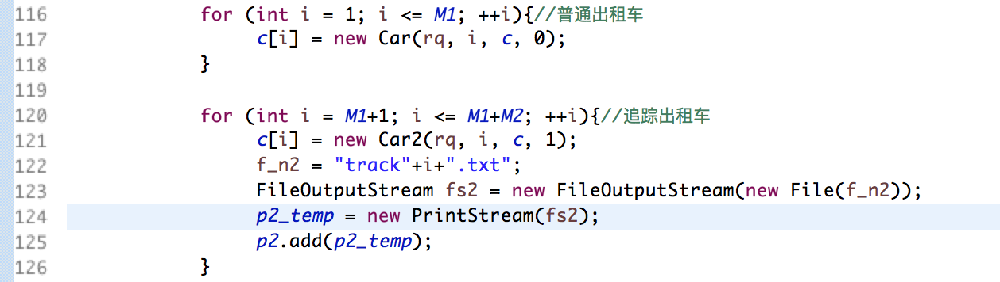 116 for (int i = 1; i <= M1; ++i){//普通出租车
117 c[i] = new Car(rq, i, c, 0);
118 }
119
120 for (int i = M1+1; i <= M1+M2; ++i){//追踪出租车
121 c[i] = new Car2(rq, i, c, 1);
122 f_n2 = "track"+i+".txt";
123 FileOutputStream fs2 = new FileOutputStream(new File(f_n2));
124 p2_temp = new PrintStream(fs2);
125 p2.add(p2_temp);
126 }